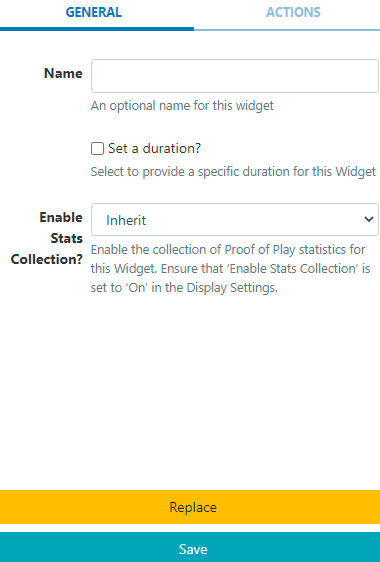 GENERAL ACTIONS
Name
An optional name for this widget
Set a duration?
Select to provide a specific duration for this Widget
Enable
Stats
Collection?
Inherit
Enable the collection of Proof of Play statistics for
this Widget. Ensure that ‘Enable Stats Collection’ is
set to ‘On’ in the Display Settings.
Replace
Save